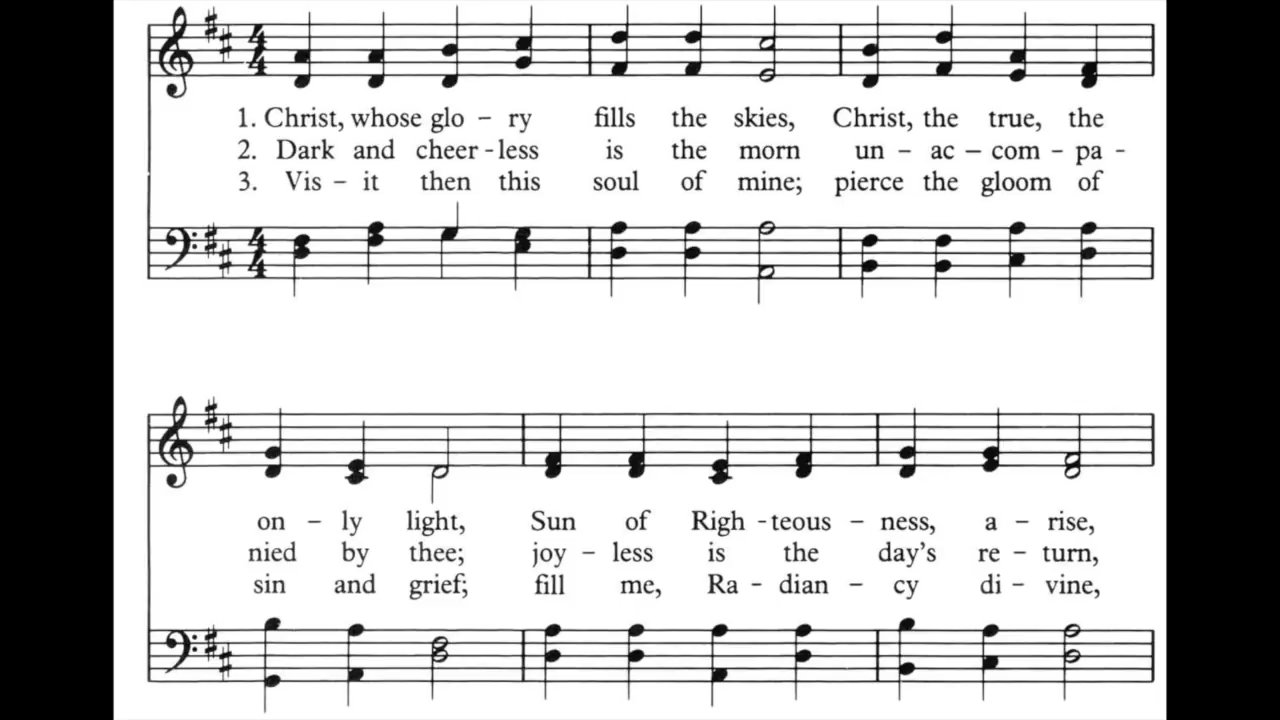 1. Christ, whose glo – ry fills the skies, Christ, the true, the
2. Dark and cheer - less is the morn un – ac – com – pa -
3. Vis – it then this soul of mine; pierce the gloom of
on – ly light, Sun of Righ - teous – ness, a – rise,
nied by thee; joy – less is the day's re – turn,
sin and grief; fill me, Ra – dian – cy di – vine,